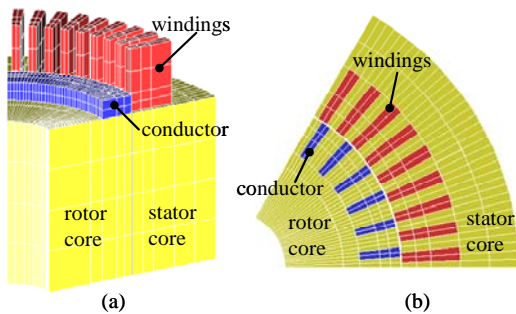 windings
conductor
rotor
core
stator
core
(a)
windings
conductor
rotor
core
stator
core
(b)